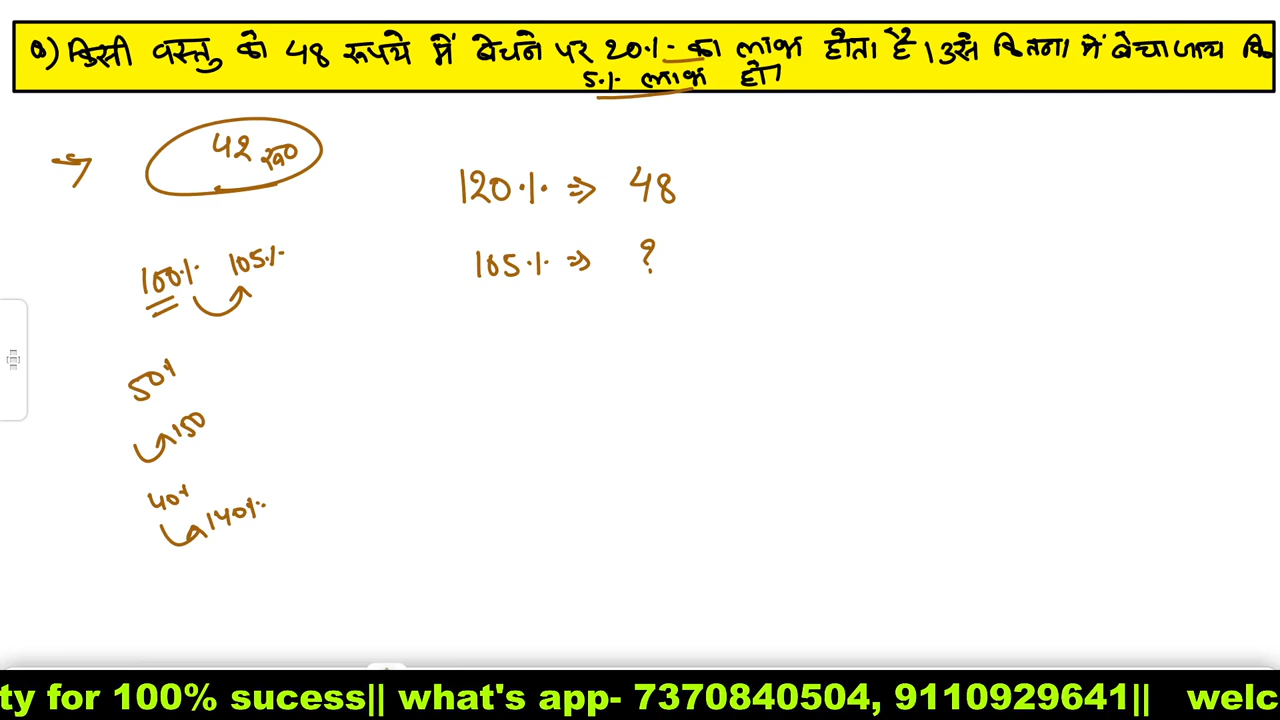 Q) किसी वस्तु को 48 रूपये में बेचने पर 20% का लाभ होता है। उसे कितना में बेचा जाय कि
5% लाभ हो
→ 42 रू०
120% ⇒ 48
100% 105%
105% ⇒ ?
50%
150
40%
140%
ty for 100% sucess|| what's app- 7370840504, 9110929641|| welc